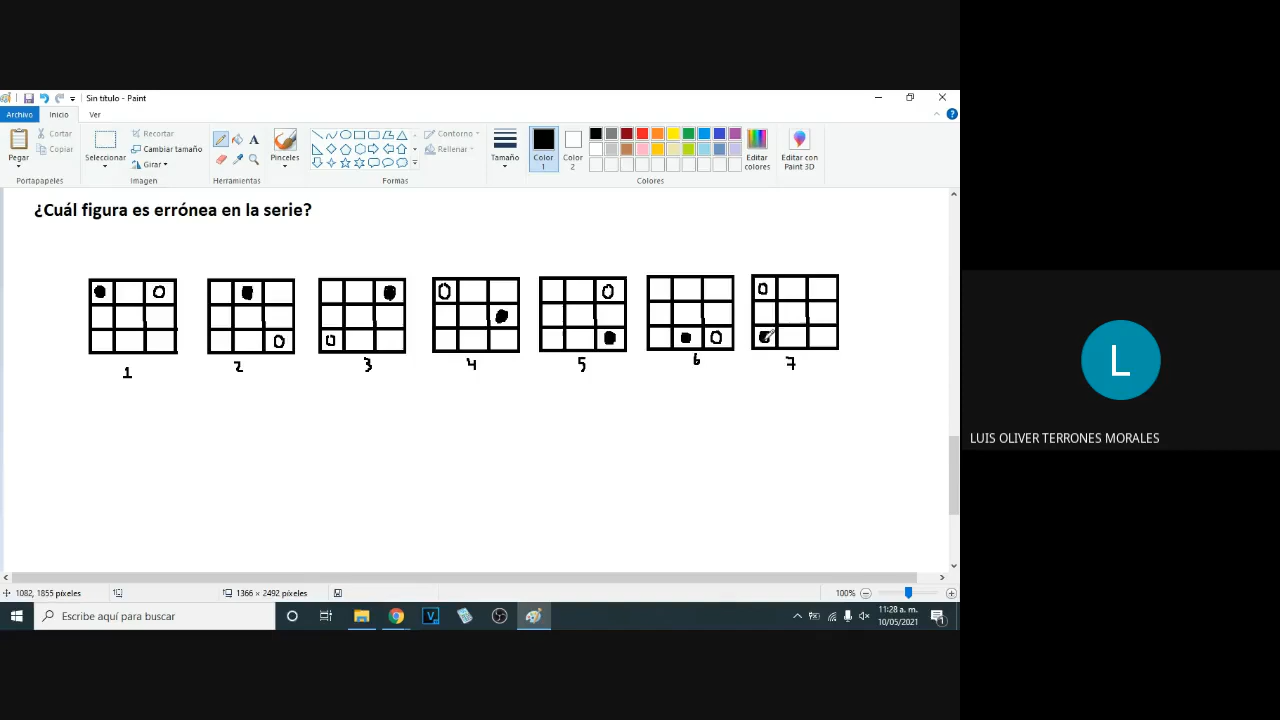 Sin título - Paint
Archivo Inicio Ver
Pegar
Cortar
Copiar
Portapapeles
Seleccionar
Recortar
Cambiar tamaño
Girar
Imagen
A
Herramientas
Pinceles
Contorno
Rellenar
Formas
Tamaño
Color 1
Color 2
Editar colores
Editar con Paint 3D
Colores
¿Cuál figura es errónea en la serie?
1 2 3 4 5 6 7
L
LUIS OLIVER TERRONES MORALES
1082, 1855 píxeles
1366 × 2492 píxeles
100%
Escribe aquí para buscar
V
11:28 a. m.
10/05/2021
1